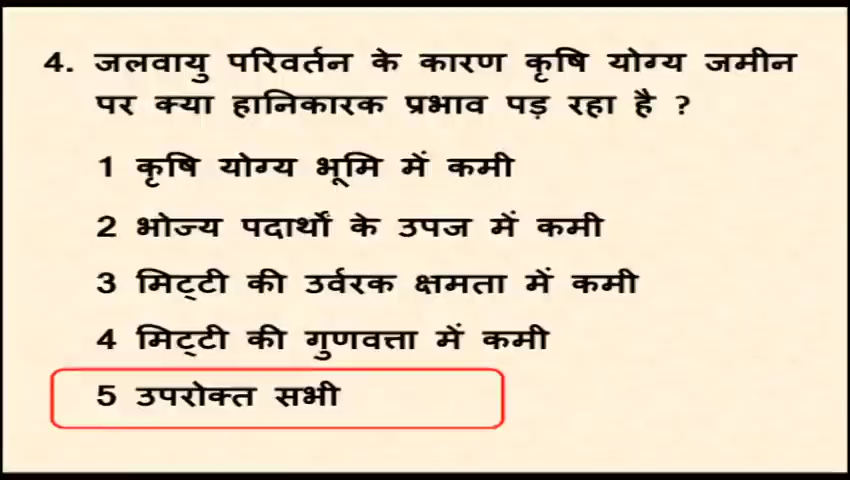 4. जलवायु परिवर्तन के कारण कृषि योग्य जमीन
पर क्या हानिकारक प्रभाव पड़ रहा है ?
1 कृषि योग्य भूमि में कमी
2 भोज्य पदार्थों के उपज में कमी
3 मिट्टी की उर्वरक क्षमता में कमी
4 मिट्टी की गुणवत्ता में कमी
5 उपरोक्त सभी